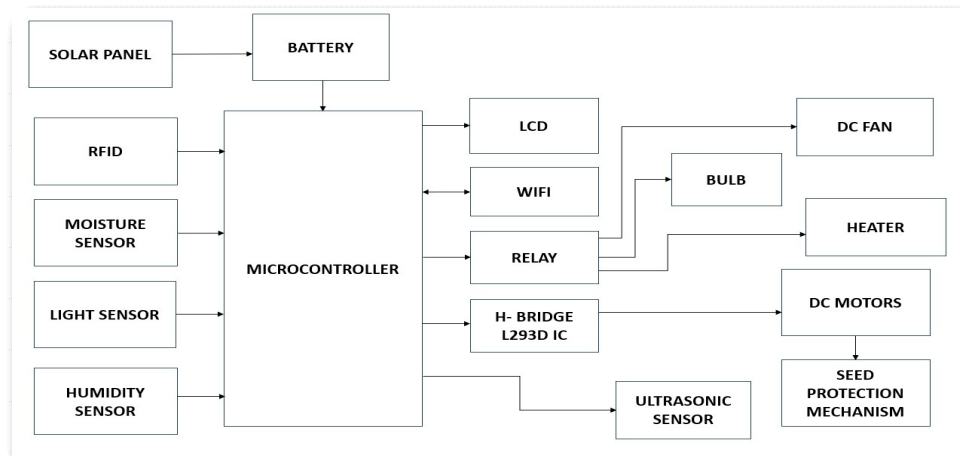 SOLAR PANEL
BATTERY
RFID
MOISTURE
SENSOR
LIGHT SENSOR
HUMIDITY
SENSOR
MICROCONTROLLER
LCD
WIFI
RELAY
H- BRIDGE
L293D IC
ULTRASONIC
SENSOR
DC FAN
BULB
HEATER
DC MOTORS
SEED
PROTECTION
MECHANISM